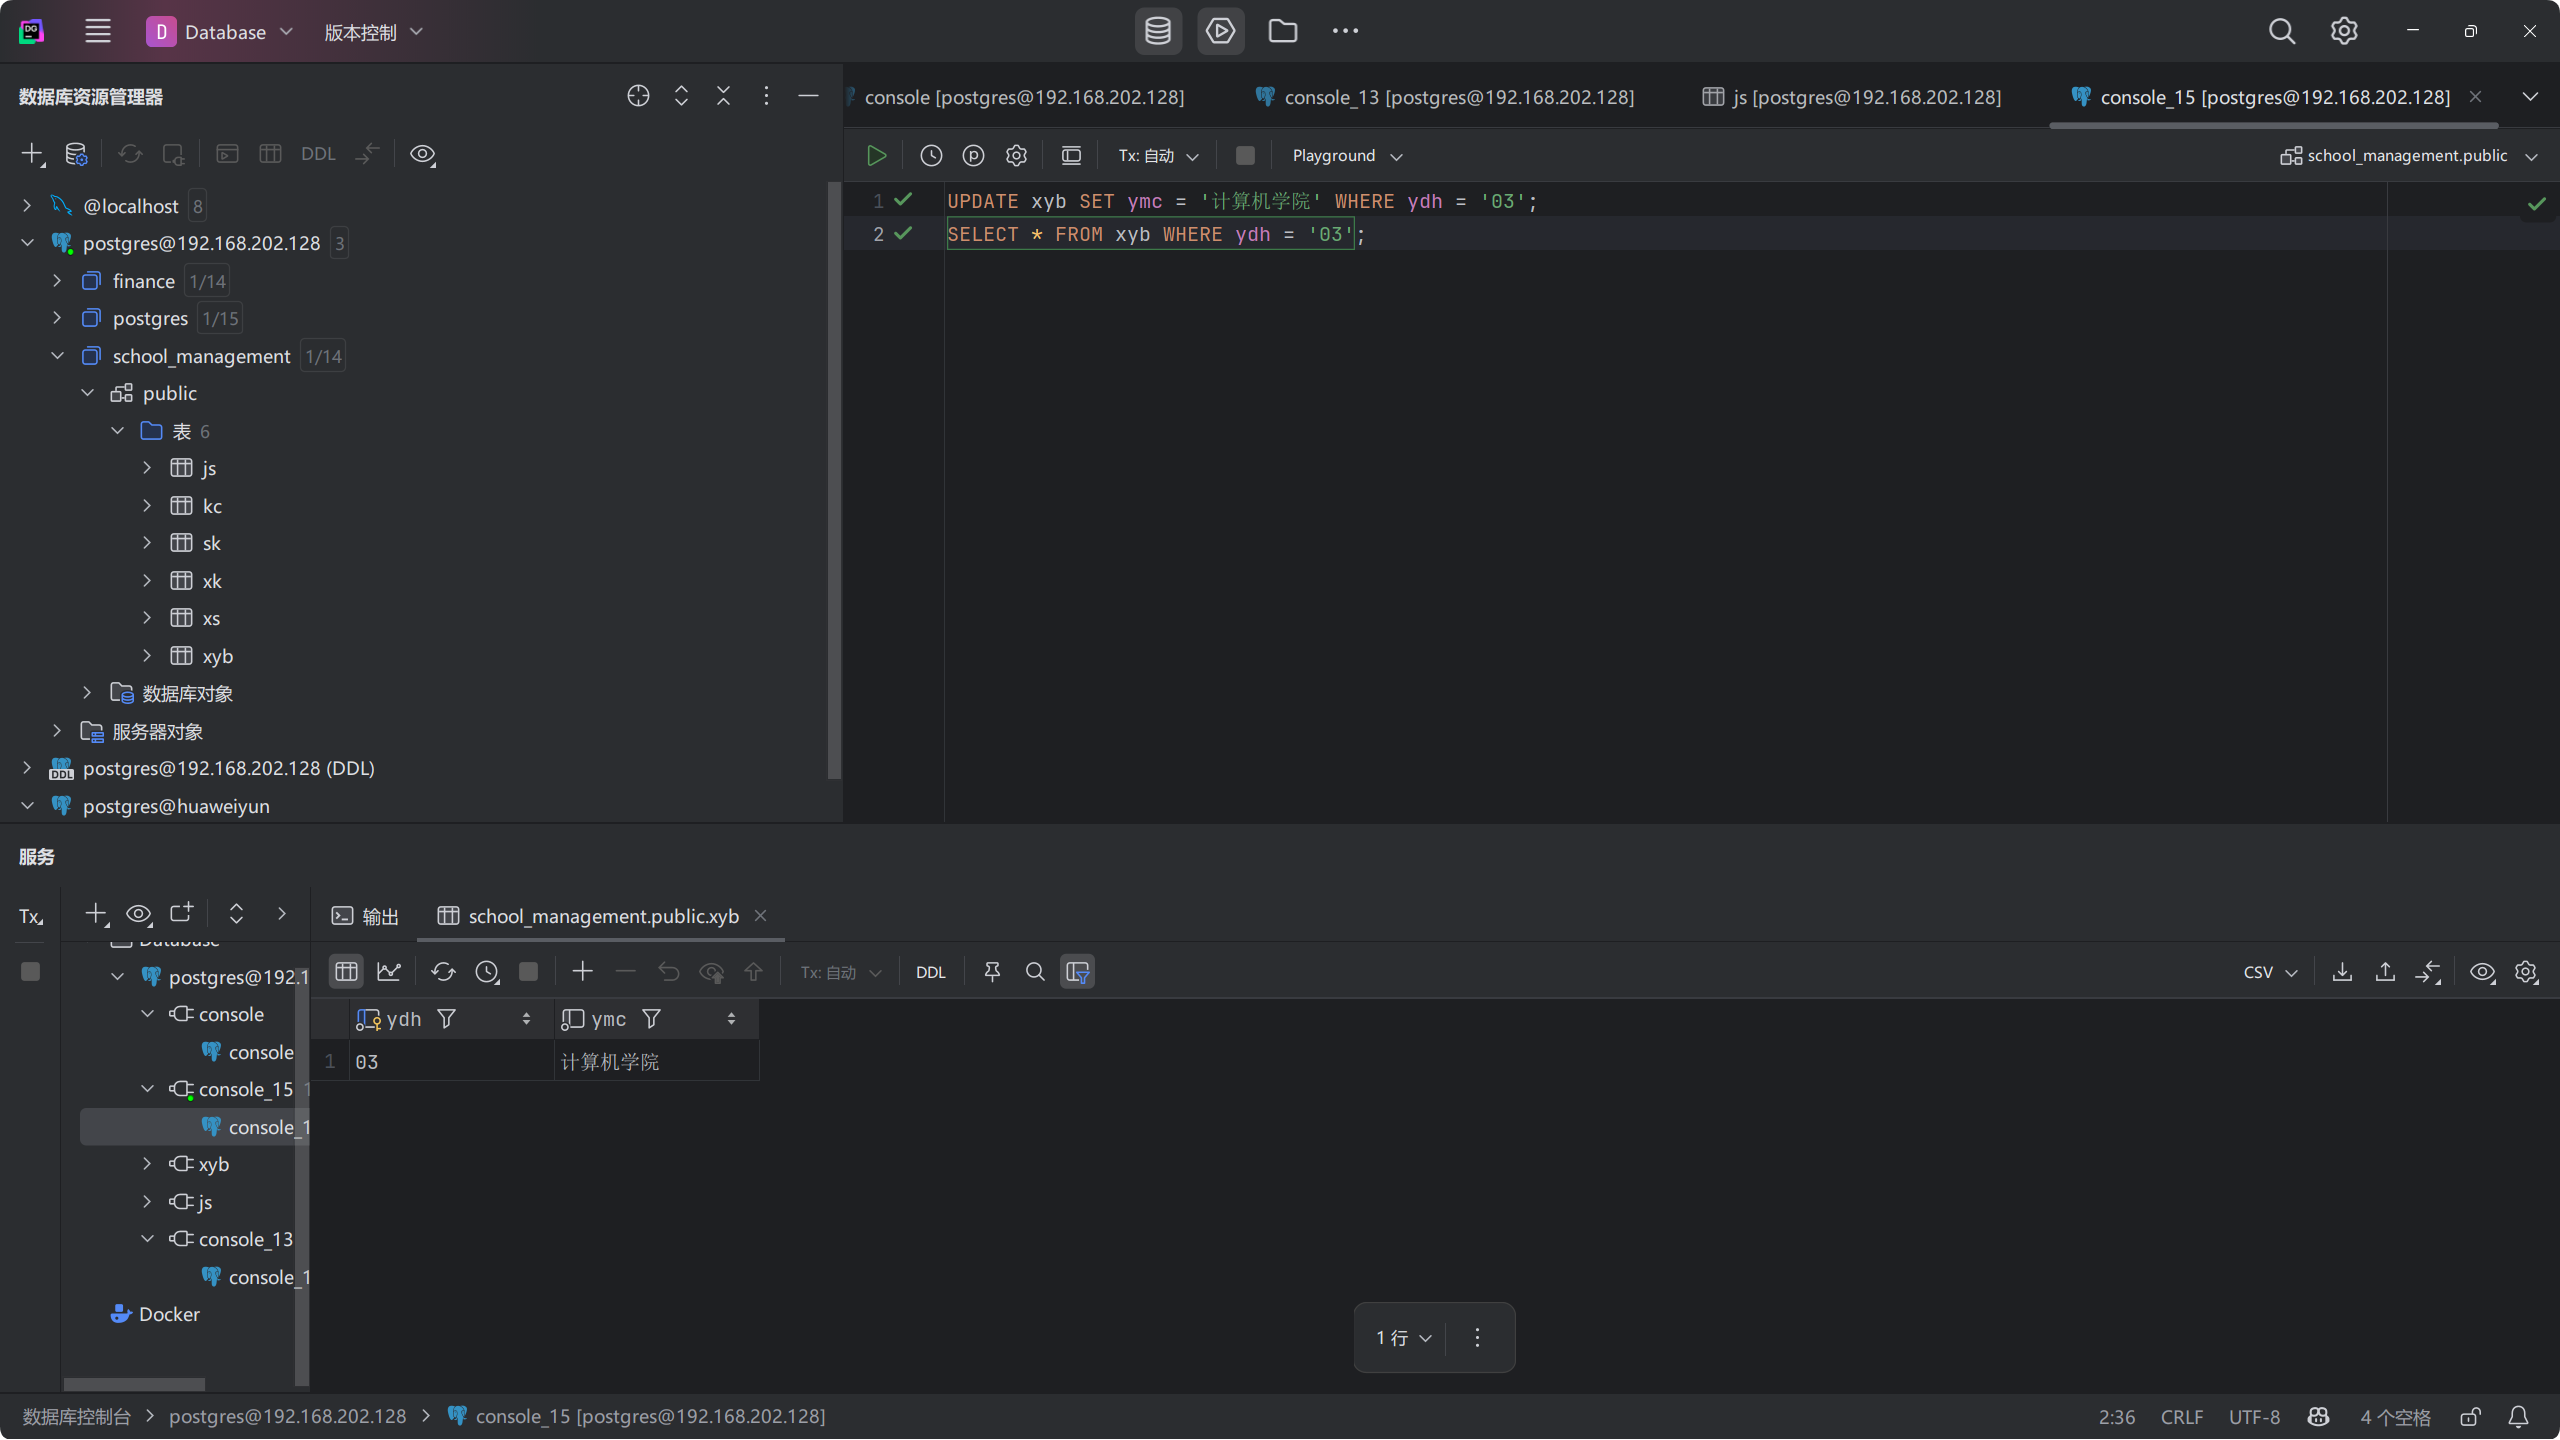 D Database 版本控制
数据库资源管理器
DDL
@localhost 8
postgres@192.168.202.128 3
finance 1/14
postgres 1/15
school_management 1/14
public
表 6
js
kc
sk
xk
xs
xyb
数据库对象
服务器对象
DDL postgres@192.168.202.128 (DDL)
postgres@huaweiyun
console [postgres@192.168.202.128] console_13 [postgres@192.168.202.128] js [postgres@192.168.202.128] console_15 [postgres@192.168.202.128]
Tx: 自动 Playground school_management.public
1 UPDATE xyb SET ymc = '计算机学院' WHERE ydh = '03';
2 SELECT * FROM xyb WHERE ydh = '03';
服务
Tx
Database
postgres@192.1
console
console
console_15 1
console_1
xyb
js
console_13
console_1
Docker
输出 school_management.public.xyb
Tx: 自动 DDL CSV
ydh ymc
1 03 计算机学院
1 行
数据库控制台 postgres@192.168.202.128 console_15 [postgres@192.168.202.128]
2:36 CRLF UTF-8 4 个空格